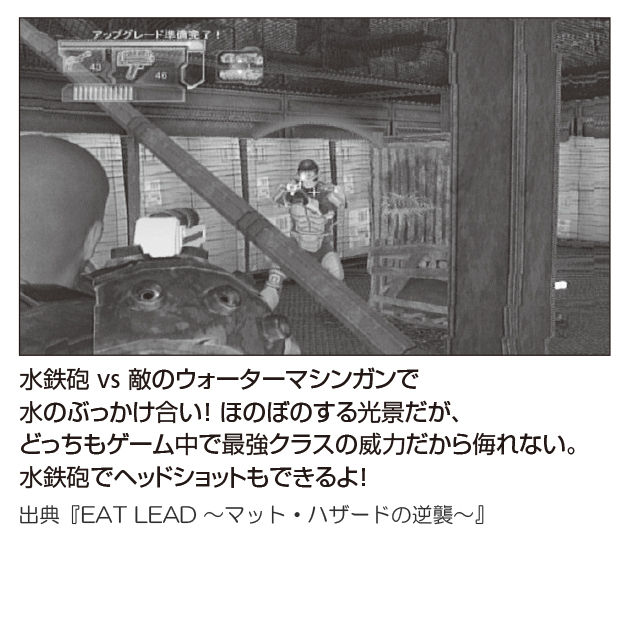 アップグレード準備完了！
43
46
水鉄砲 vs 敵のウォーターマシンガンで
水のぶっかけ合い! ほのぼのする光景だが、
どっちもゲーム中で最強クラスの威力だから侮れない。
水鉄砲でヘッドショットもできるよ!
出典『EAT LEAD ～マット・ハザードの逆襲～』